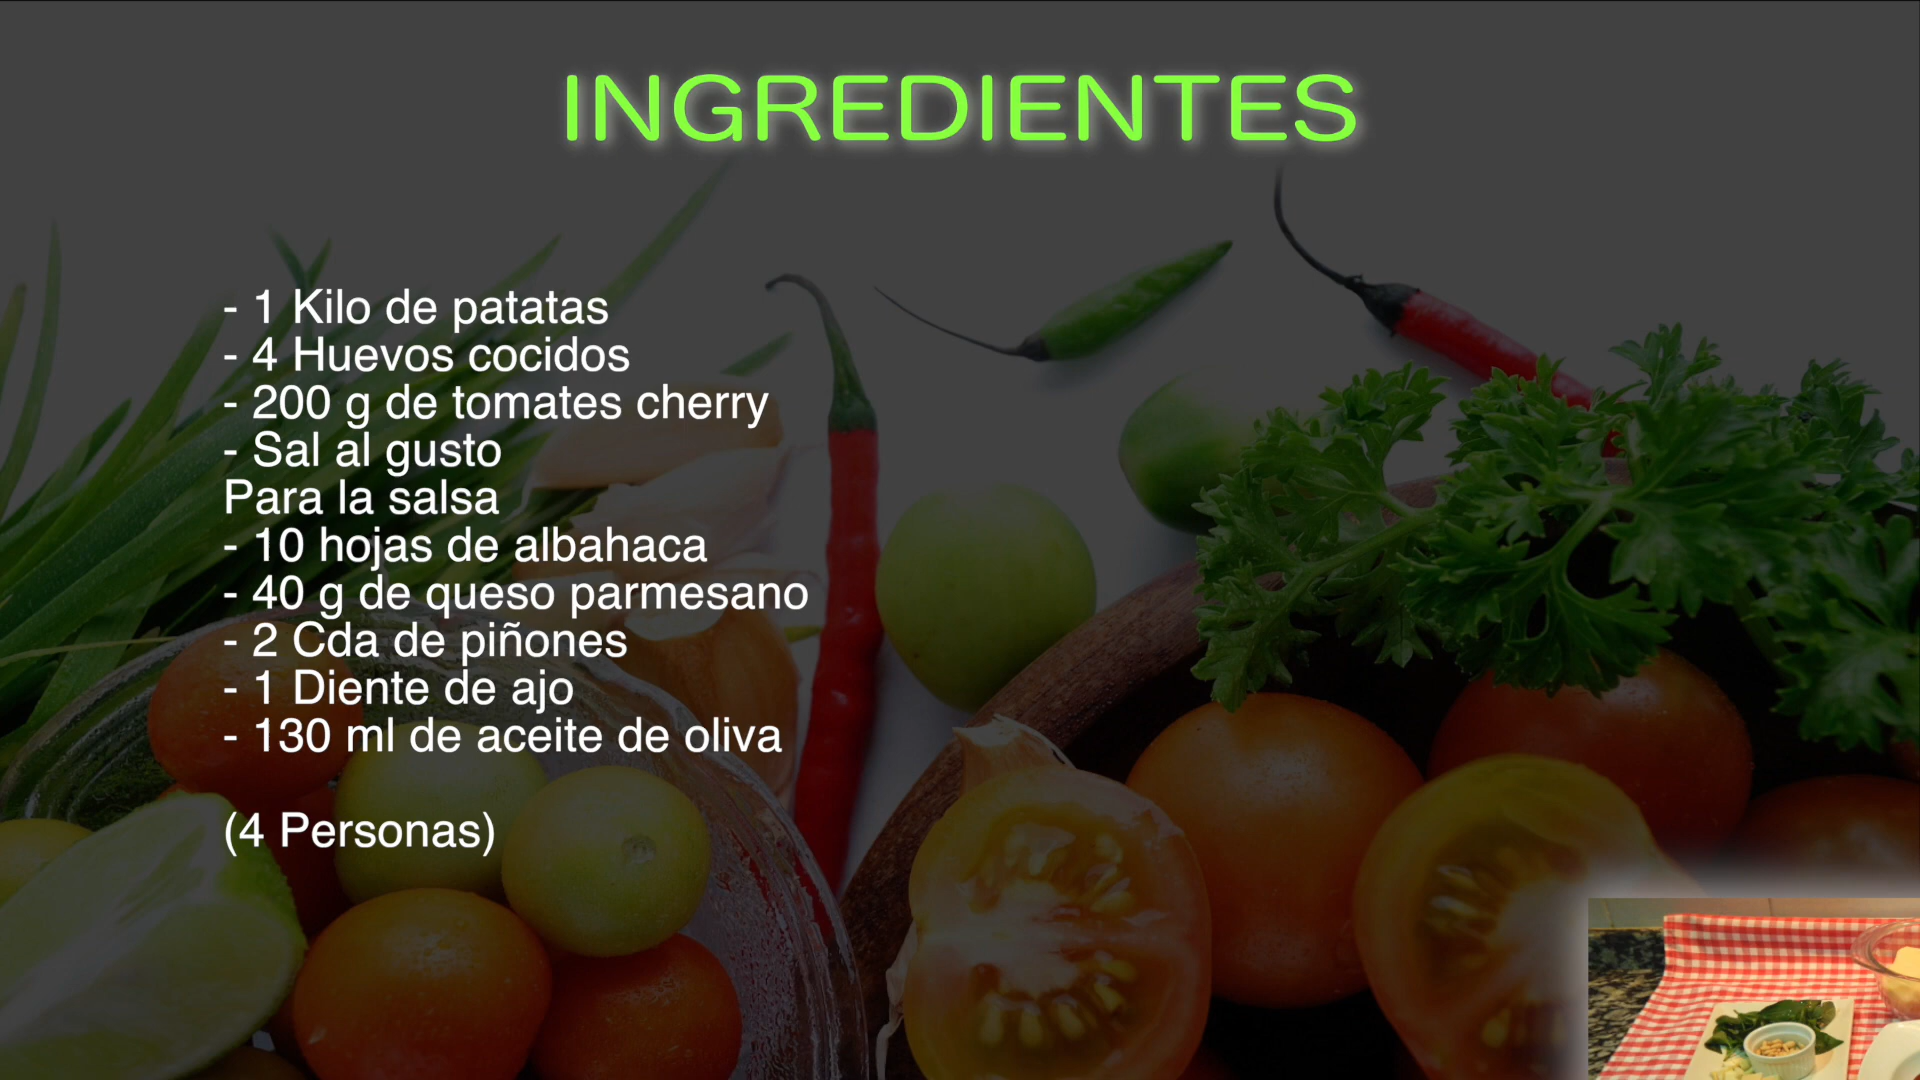 INGREDIENTES
- 1 Kilo de patatas
- 4 Huevos cocidos
- 200 g de tomates cherry
- Sal al gusto
Para la salsa
- 10 hojas de albahaca
- 40 g de queso parmesano
- 2 Cda de piñones
- 1 Diente de ajo
- 130 ml de aceite de oliva
(4 Personas)